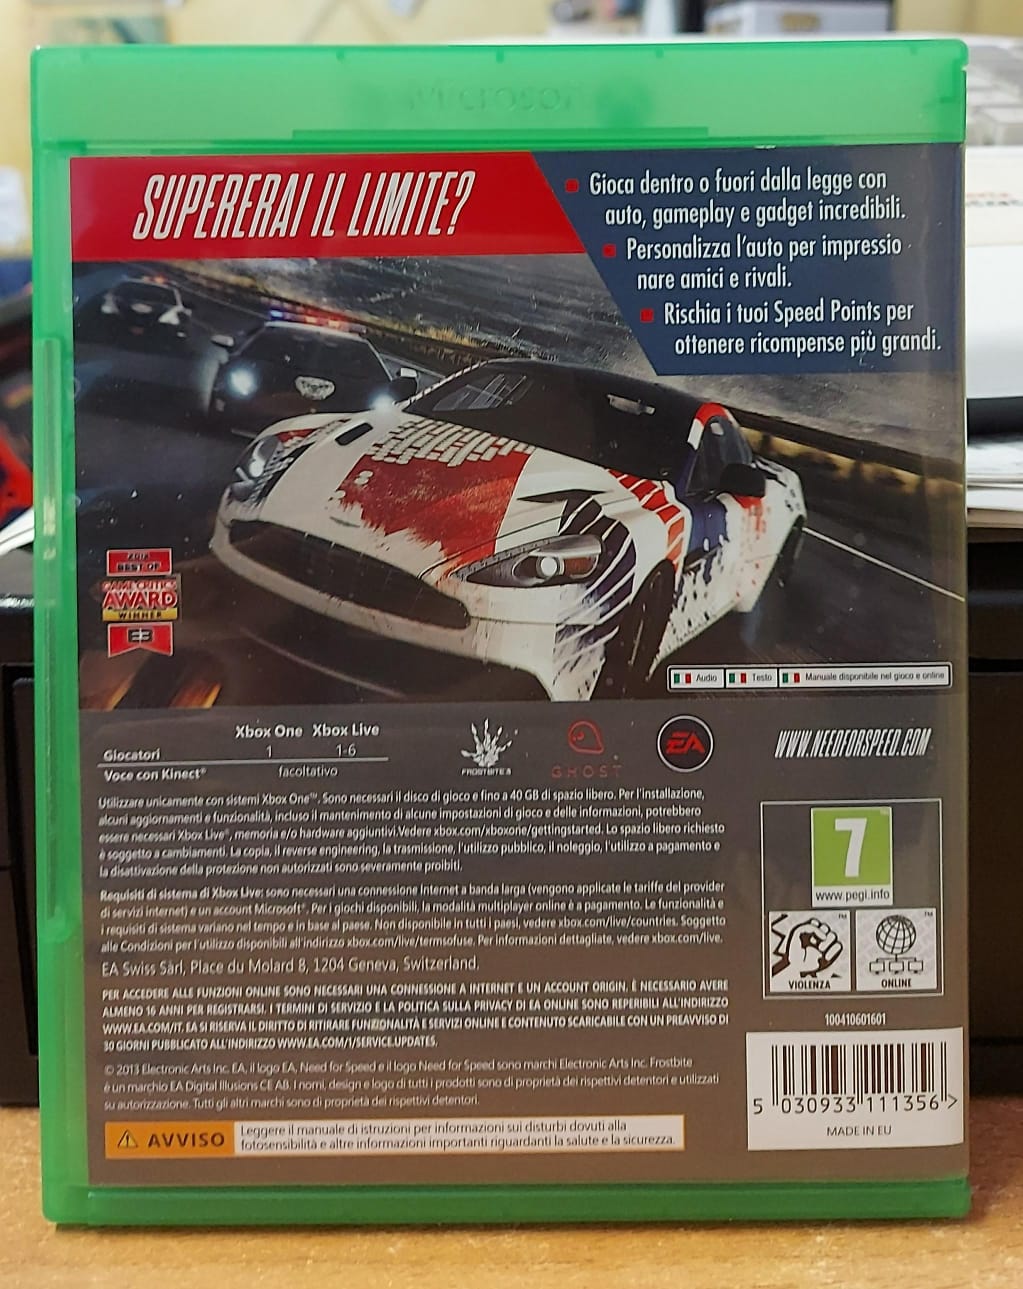 Microsoft
SUPERERAI IL LIMITE?
Gioca dentro o fuori dalla legge con
auto, gameplay e gadget incredibili.
Personalizza l'auto per impressio
nare amici e rivali.
Rischia i tuoi Speed Points per
ottenere ricompense più grandi.
BEST OF
GAME CRITICS
AWARD
WINNER
E3
Audio
Testo
Manuale disponibile nel gioco e online
Xbox One Xbox Live
Giocatori 1 1-6
Voce con Kinect® facoltativo
FROSTBITE 3
GHOST
EA
WWW.NEEDFORSPEED.COM
Utilizzare unicamente con sistemi Xbox One™. Sono necessari il disco di gioco e fino a 40 GB di spazio libero. Per l'installazione,
alcuni aggiornamenti e funzionalità, incluso il mantenimento di alcune impostazioni di gioco e delle informazioni, potrebbero
essere necessari Xbox Live®, memoria e/o hardware aggiuntivi.Vedere xbox.com/xboxone/gettingstarted. Lo spazio libero richiesto
è soggetto a cambiamenti. La copia, il reverse engineering, la trasmissione, l'utilizzo pubblico, il noleggio, l'utilizzo a pagamento e
la disattivazione della protezione non autorizzati sono severamente proibiti.
Requisiti di sistema di Xbox Live: sono necessari una connessione Internet a banda larga (vengono applicate le tariffe del provider
di servizi internet) e un account Microsoft®. Per i giochi disponibili, la modalità multiplayer online è a pagamento. Le funzionalità e
i requisiti di sistema variano nel tempo e in base al paese. Non disponibile in tutti i paesi, vedere xbox.com/live/countries. Soggetto
alle Condizioni per l'utilizzo disponibili all'indirizzo xbox.com/live/termsofuse. Per informazioni dettagliate, vedere xbox.com/live.
EA Swiss Sàrl, Place du Molard 8, 1204 Geneva, Switzerland.
PER ACCEDERE ALLE FUNZIONI ONLINE SONO NECESSARI UNA CONNESSIONE A INTERNET E UN ACCOUNT ORIGIN. È NECESSARIO AVERE
ALMENO 16 ANNI PER REGISTRARSI. I TERMINI DI SERVIZIO E LA POLITICA SULLA PRIVACY DI EA ONLINE SONO REPERIBILI ALL'INDIRIZZO
WWW.EA.COM/IT. EA SI RISERVA IL DIRITTO DI RITIRARE FUNZIONALITÀ E SERVIZI ONLINE E CONTENUTO SCARICABILE CON UN PREAVVISO DI
30 GIORNI PUBBLICATO ALL'INDIRIZZO WWW.EA.COM/1/SERVICE.UPDATES.
© 2013 Electronic Arts Inc. EA, il logo EA, Need for Speed e il logo Need for Speed sono marchi Electronic Arts Inc. Frostbite
è un marchio EA Digital Illusions CE AB. I nomi, design e logo di tutti i prodotti sono di proprietà dei rispettivi detentori e utilizzati
su autorizzazione. Tutti gli altri marchi sono di proprietà dei rispettivi detentori.
AVVISO
Leggere il manuale di istruzioni per informazioni sui disturbi dovuti alla
fotosensibilità e altre informazioni importanti riguardanti la salute e la sicurezza.
7
www.pegi.info
VIOLENZA
ONLINE
100410601601
5 030933 111356 >
MADE IN EU